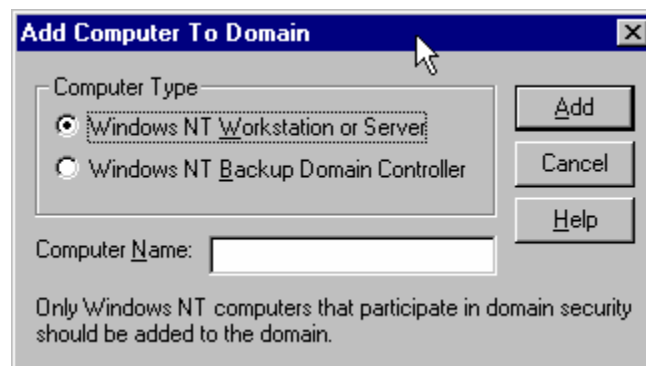 Add Computer To Domain
Computer Type
Windows NT Workstation or Server
Windows NT Backup Domain Controller
Add
Cancel
Help
Computer Name:
Only Windows NT computers that participate in domain security
should be added to the domain.